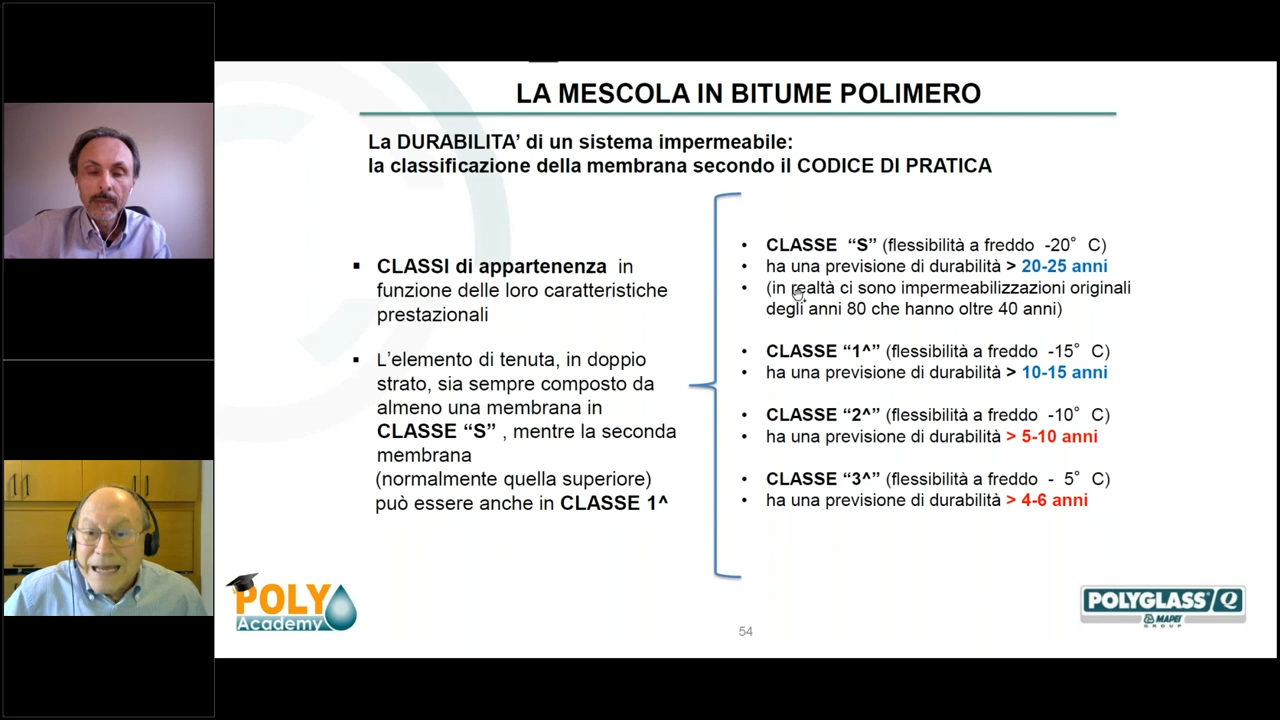 LA MESCOLA IN BITUME POLIMERO
La DURABILITA’ di un sistema impermeabile:
la classificazione della membrana secondo il CODICE DI PRATICA
▪ CLASSI di appartenenza in
funzione delle loro caratteristiche
prestazionali
▪ L’elemento di tenuta, in doppio
strato, sia sempre composto da
almeno una membrana in
CLASSE “S” , mentre la seconda
membrana
(normalmente quella superiore)
può essere anche in CLASSE 1^
• CLASSE “S” (flessibilità a freddo -20° C)
• ha una previsione di durabilità > 20-25 anni
• (in realtà ci sono impermeabilizzazioni originali
degli anni 80 che hanno oltre 40 anni)
• CLASSE “1^” (flessibilità a freddo -15° C)
• ha una previsione di durabilità > 10-15 anni
• CLASSE “2^” (flessibilità a freddo -10° C)
• ha una previsione di durabilità > 5-10 anni
• CLASSE “3^” (flessibilità a freddo - 5° C)
• ha una previsione di durabilità > 4-6 anni
POLY
Academy
54
POLYGLASS® Q
MAPEI
GROUP